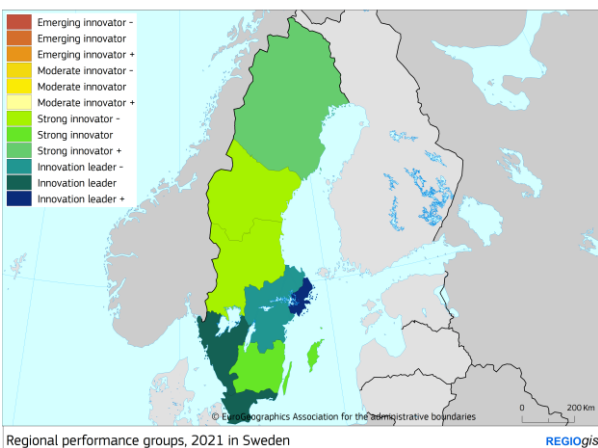 Emerging innovator -
Emerging innovator
Emerging innovator +
Moderate innovator -
Moderate innovator
Moderate innovator +
Strong innovator -
Strong innovator
Strong innovator +
Innovation leader -
Innovation leader
Innovation leader +
© EuroGeographics Association for the administrative boundaries
0 200 Km
Regional performance groups, 2021 in Sweden REGIOgis